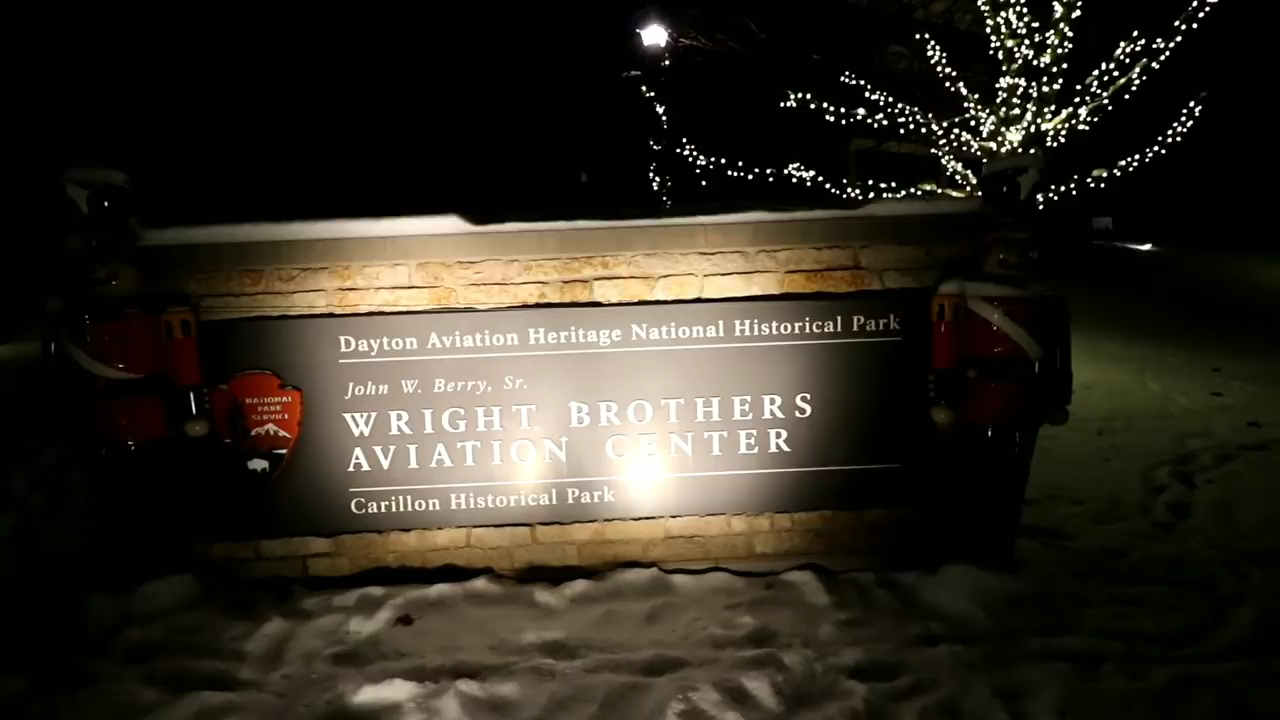 Dayton Aviation Heritage National Historical Park
John W. Berry, Sr.
WRIGHT BROTHERS
AVIATION CENTER
Carillon Historical Park
NATIONAL
PARK
SERVICE